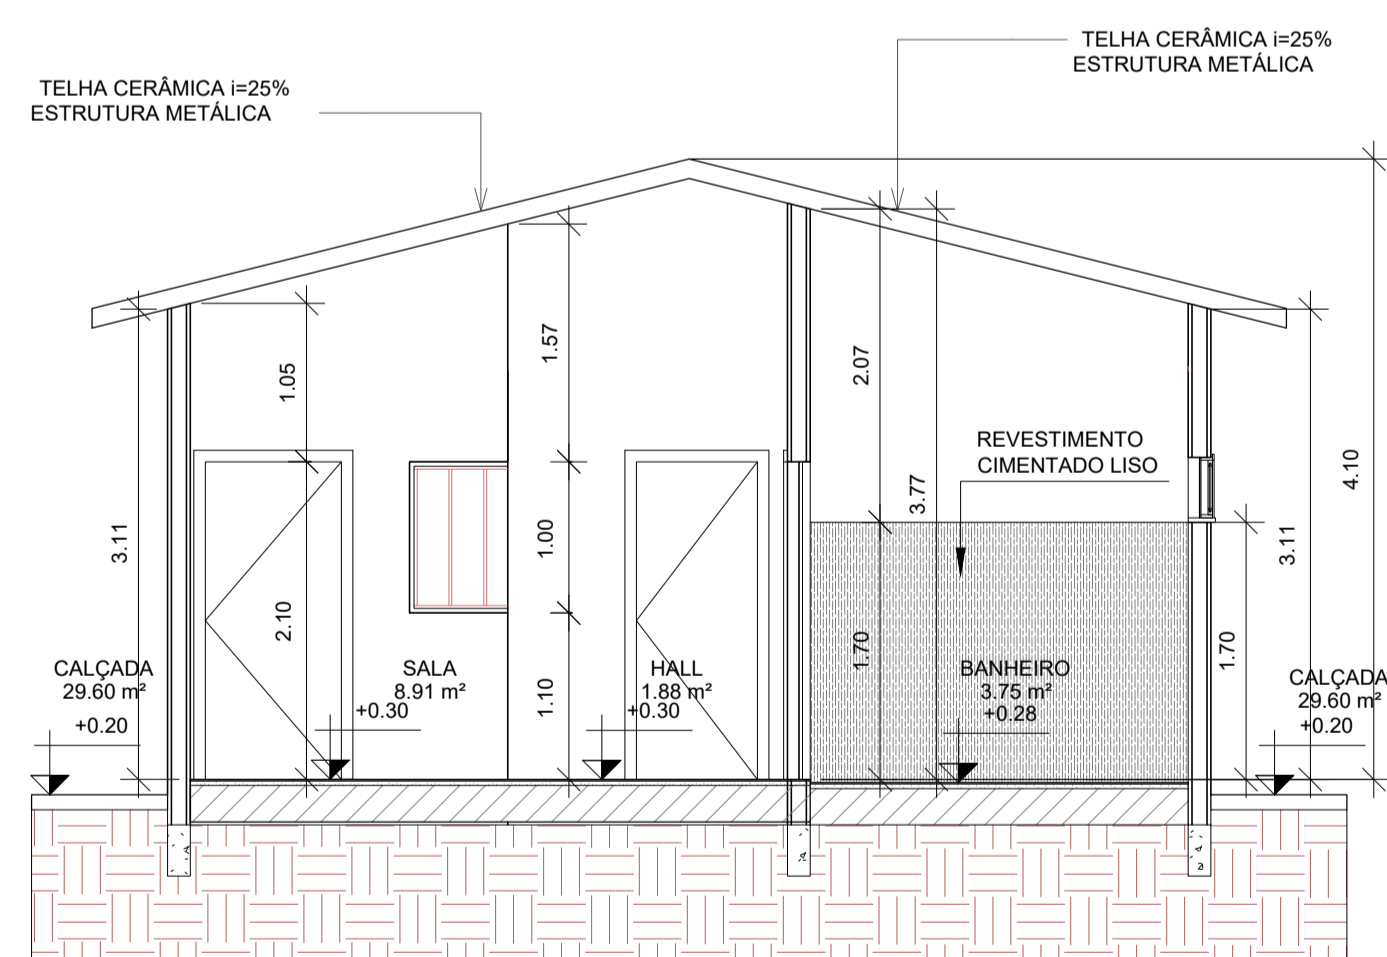 TELHA CERÂMICA i=25%
ESTRUTURA METÁLICA
TELHA CERÂMICA i=25%
ESTRUTURA METÁLICA
1.05
1.57
2.07
4.10
REVESTIMENTO
CIMENTADO LISO
3.77
3.11
1.00
3.11
2.10
1.70
1.70
1.10
CALÇADA
29.60 m²
+0.20
SALA
8.91 m²
+0.30
HALL
1.88 m²
+0.30
BANHEIRO
3.75 m²
+0.28
CALÇADA
29.60 m²
+0.20